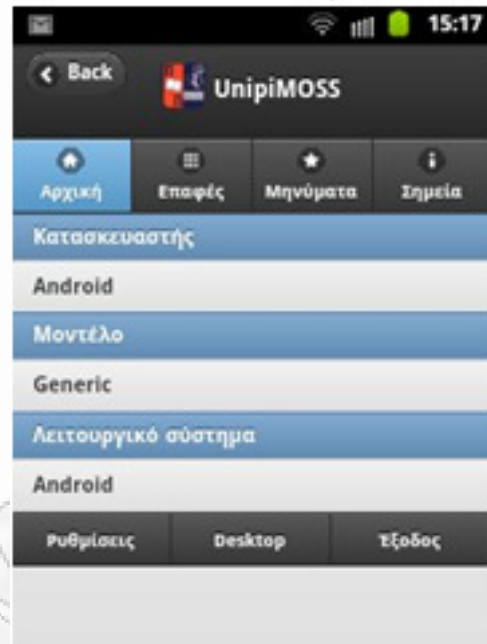 15:17
Back
UnipiMOSS
Αρχική Επαφές Μηνύματα Σημεία
Κατασκευαστής
Android
Μοντέλο
Generic
Λειτουργικό σύστημα
Android
Ρυθμίσεις Desktop Έξοδος